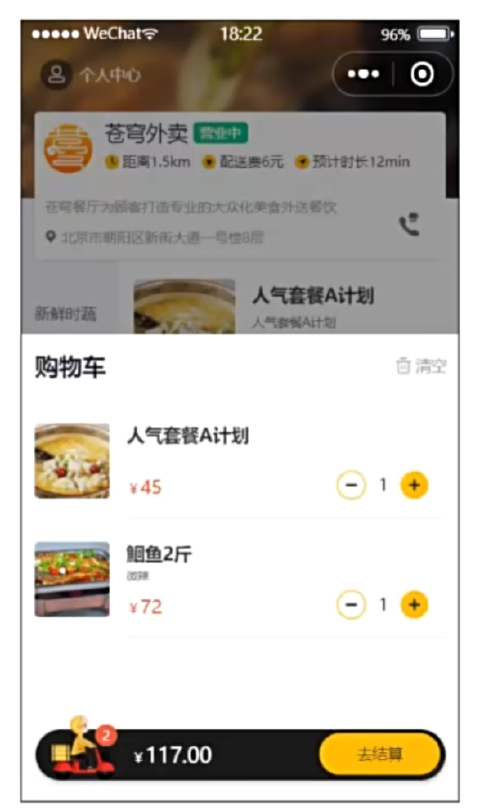 ●●●●● WeChat 18:22 96%
个人中心
苍穹外卖 营业中
距离1.5km 配送费6元 预计时长12min
苍穹餐厅为顾客打造专业的大众化美食外送餐饮
北京市朝阳区新街大道一号楼8层
新鲜时蔬
人气套餐A计划
人气套餐A计划
购物车
清空
人气套餐A计划
¥45
1
鮰鱼2斤
微辣
¥72
1
2
¥117.00
去结算